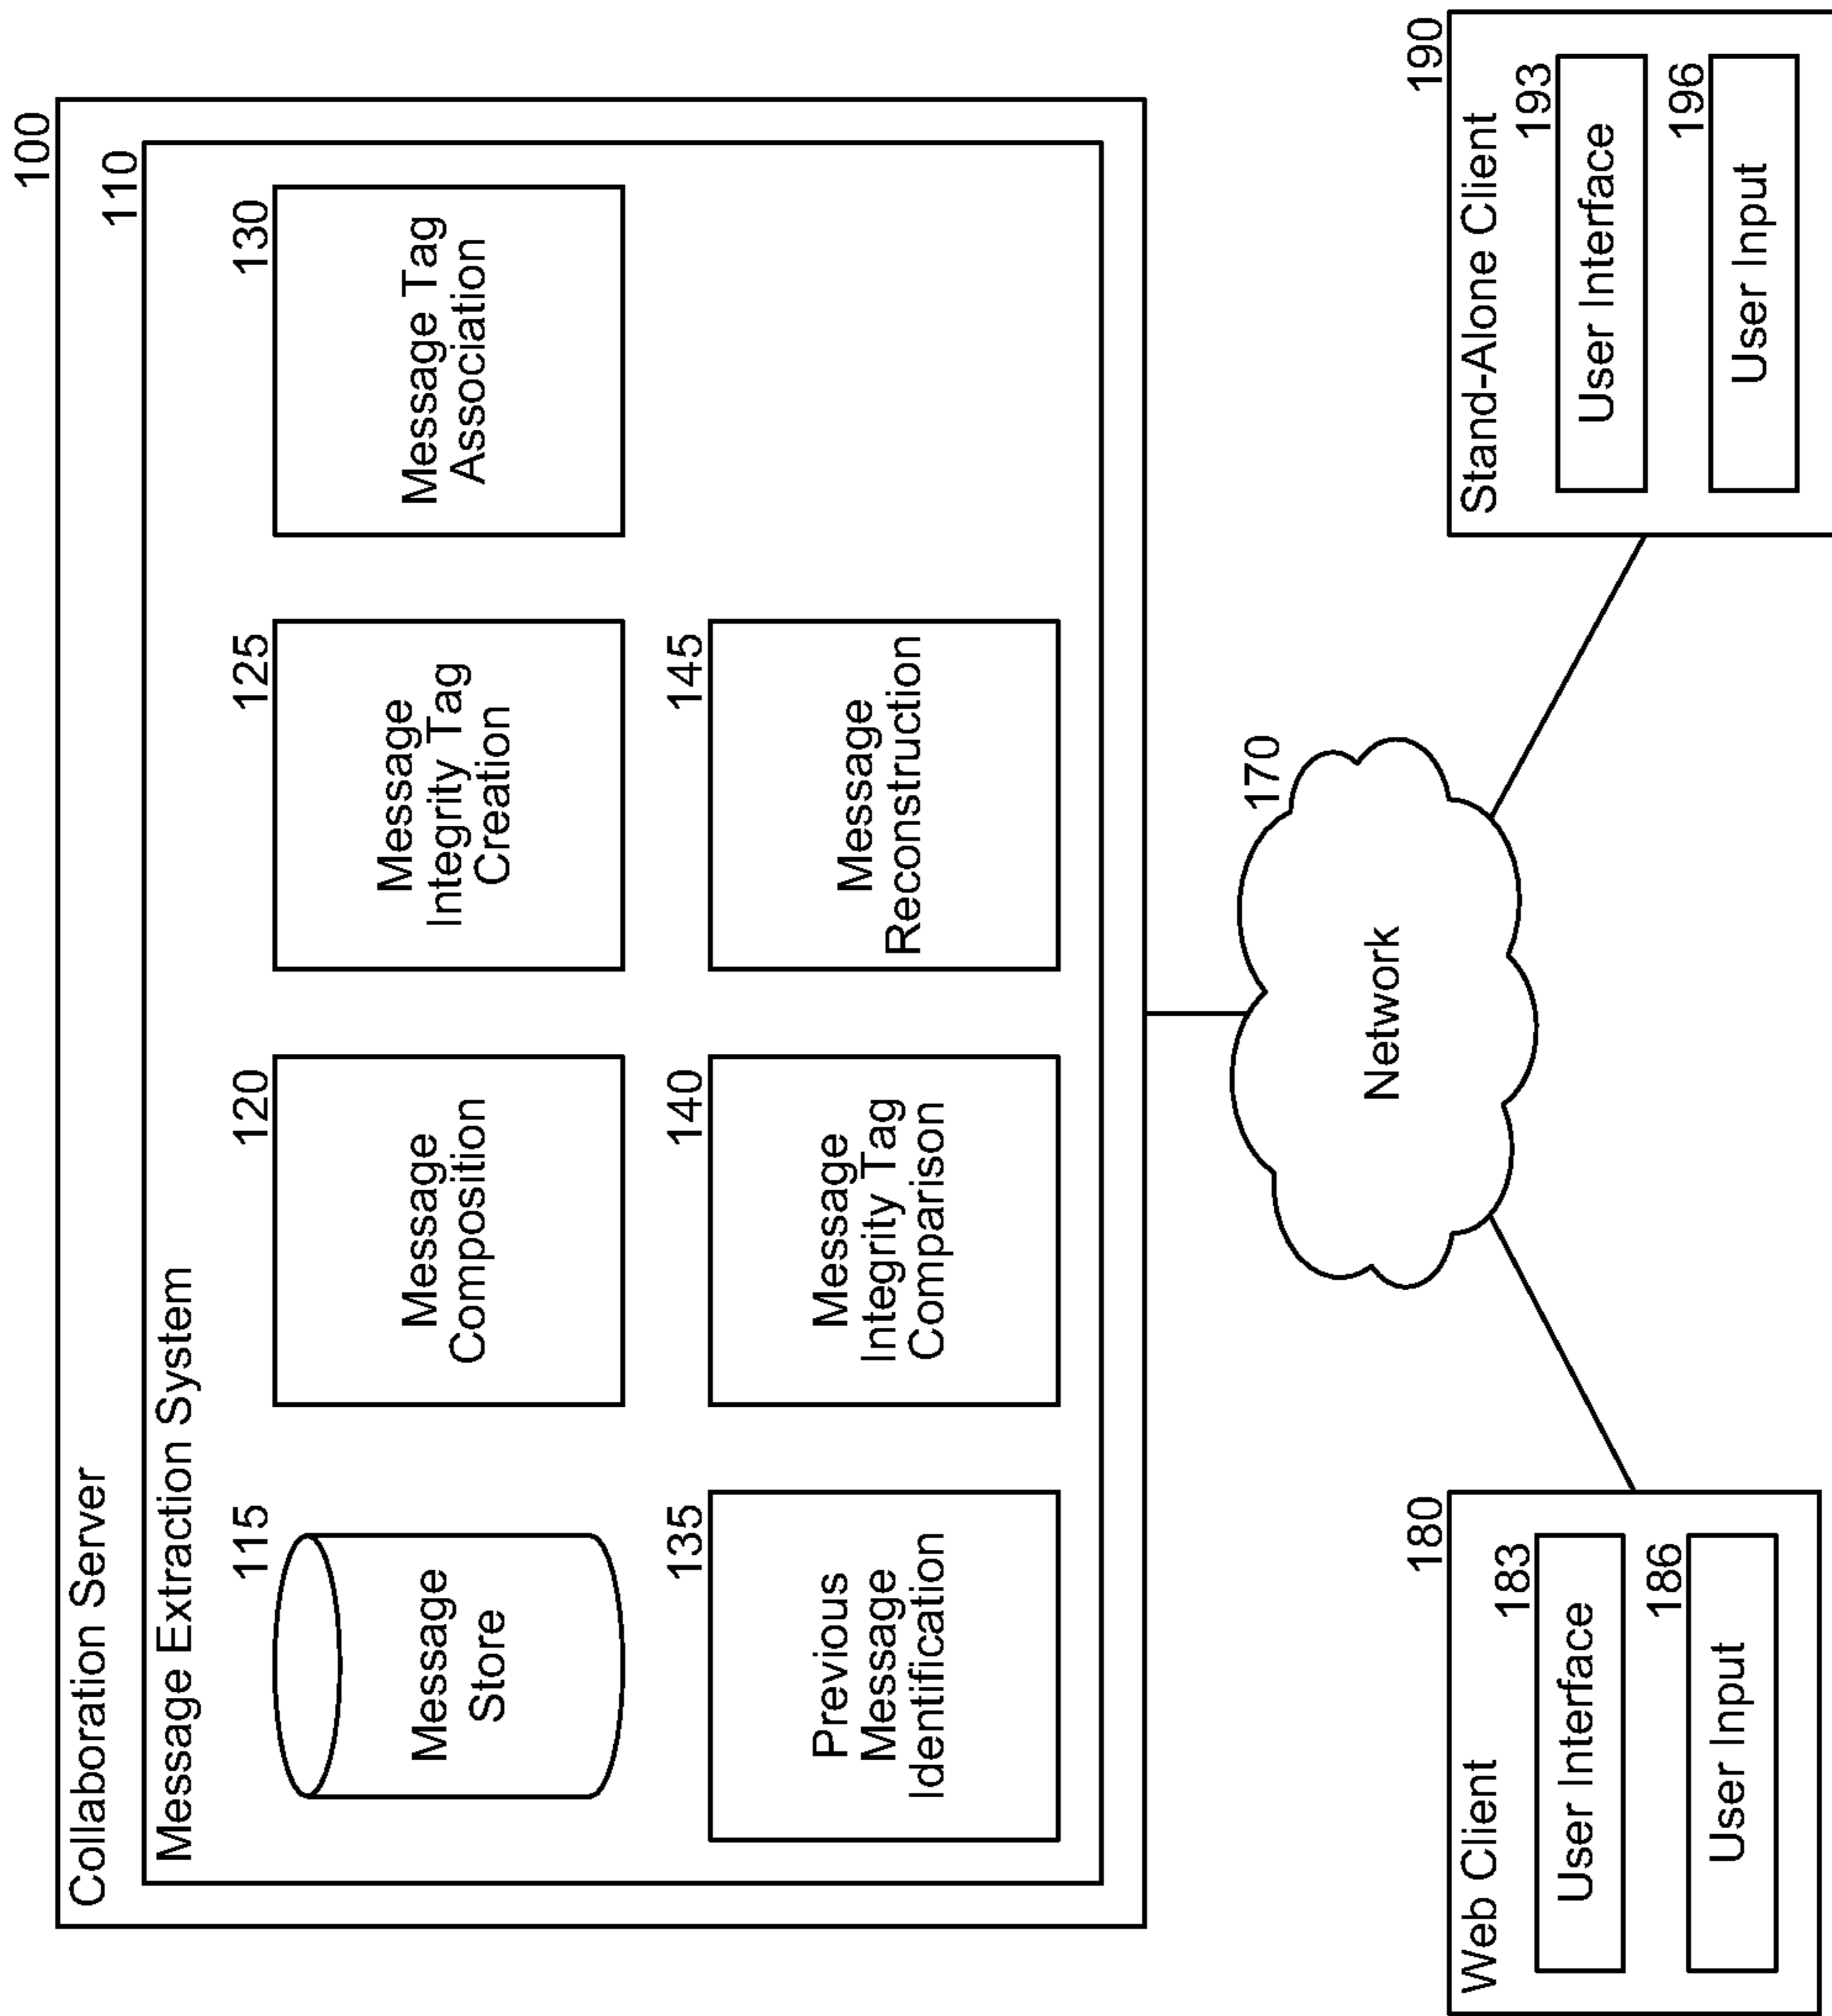 100
Collaboration Server
110
Message Extraction System
115
Message
Store
120
Message
Composition
125
Message
Integrity Tag
Creation
130
Message Tag
Association
135
Previous
Message
Identification
140
Message
Integrity Tag
Comparison
145
Message
Reconstruction
170
Network
180
Web Client
183
User Interface
186
User Input
190
Stand-Alone Client
193
User Interface
196
User Input